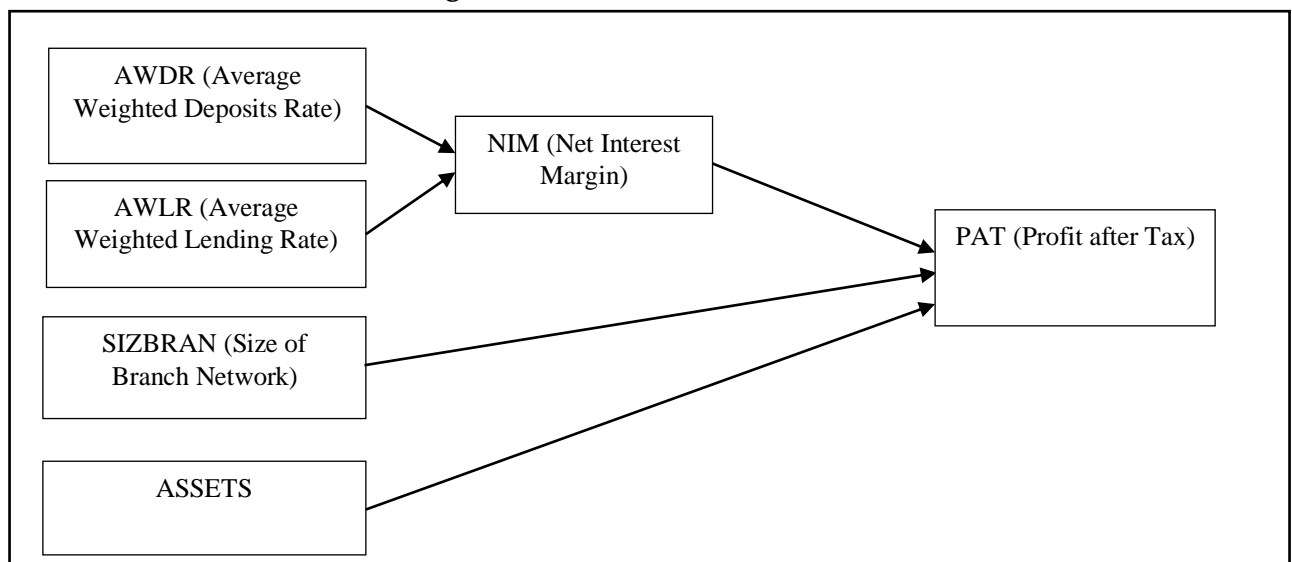 AWDR (Average
Weighted Deposits Rate)
NIM (Net Interest
Margin)
AWLR (Average
Weighted Lending Rate)
PAT (Profit after Tax)
SIZBRAN (Size of
Branch Network)
ASSETS